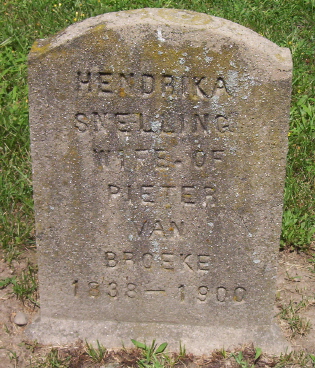 HENDRIKA
SNELLING
WIFE-OF
PIETER
VAN
BROEKE
1838-1900